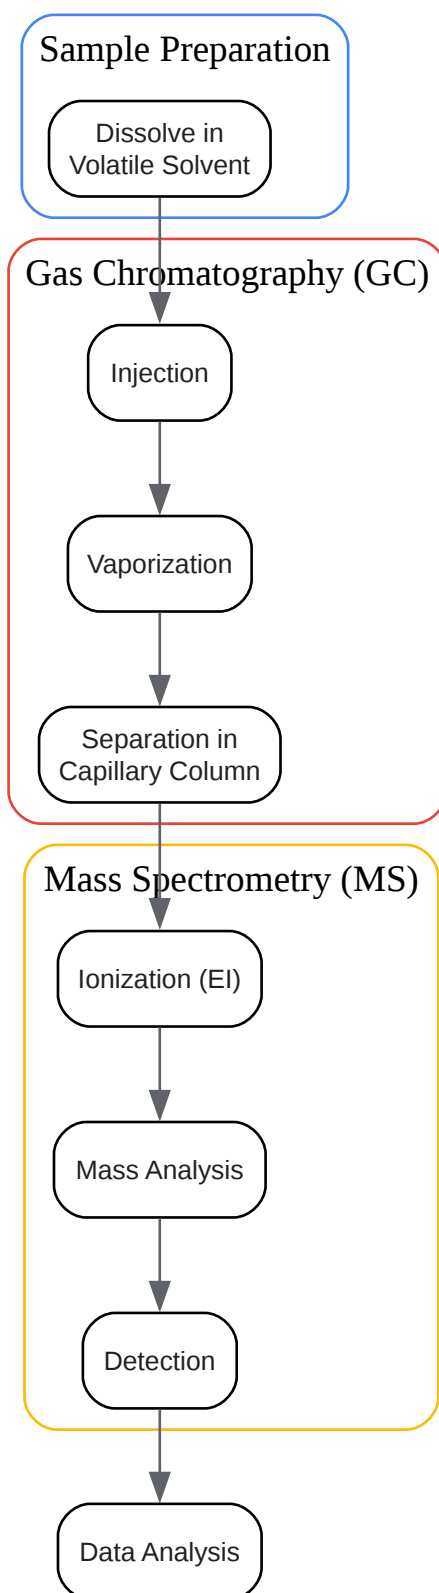 Sample Preparation
Dissolve in
Volatile Solvent
Gas Chromatography (GC)
Injection
Vaporization
Separation in
Capillary Column
Mass Spectrometry (MS)
Ionization (EI)
Mass Analysis
Detection
Data Analysis